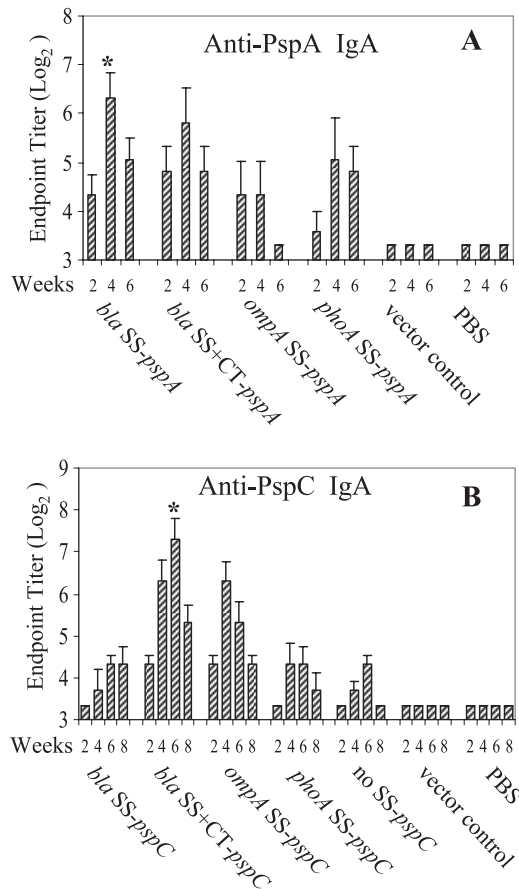 Anti-PspA IgA
A
Endpoint Titer (Log2)
8
7
6
5
4
3
*
Weeks 2 4 6 2 4 6 2 4 6 2 4 6 2 4 6 2 4 6
bla SS-pspA
bla SS+CT-pspA
ompA SS-pspA
phoA SS-pspA
vector control
PBS
Anti-PspC IgA
B
Endpoint Titer (Log2)
9
8
7
6
5
4
3
*
Weeks 2 4 6 8 2 4 6 8 2 4 6 8 2 4 6 8 2 4 6 8 2 4 6 8 2 4 6 8
bla SS-pspC
bla SS+CT-pspC
ompA SS-pspC
phoA SS-pspC
no SS-pspC
vector control
PBS